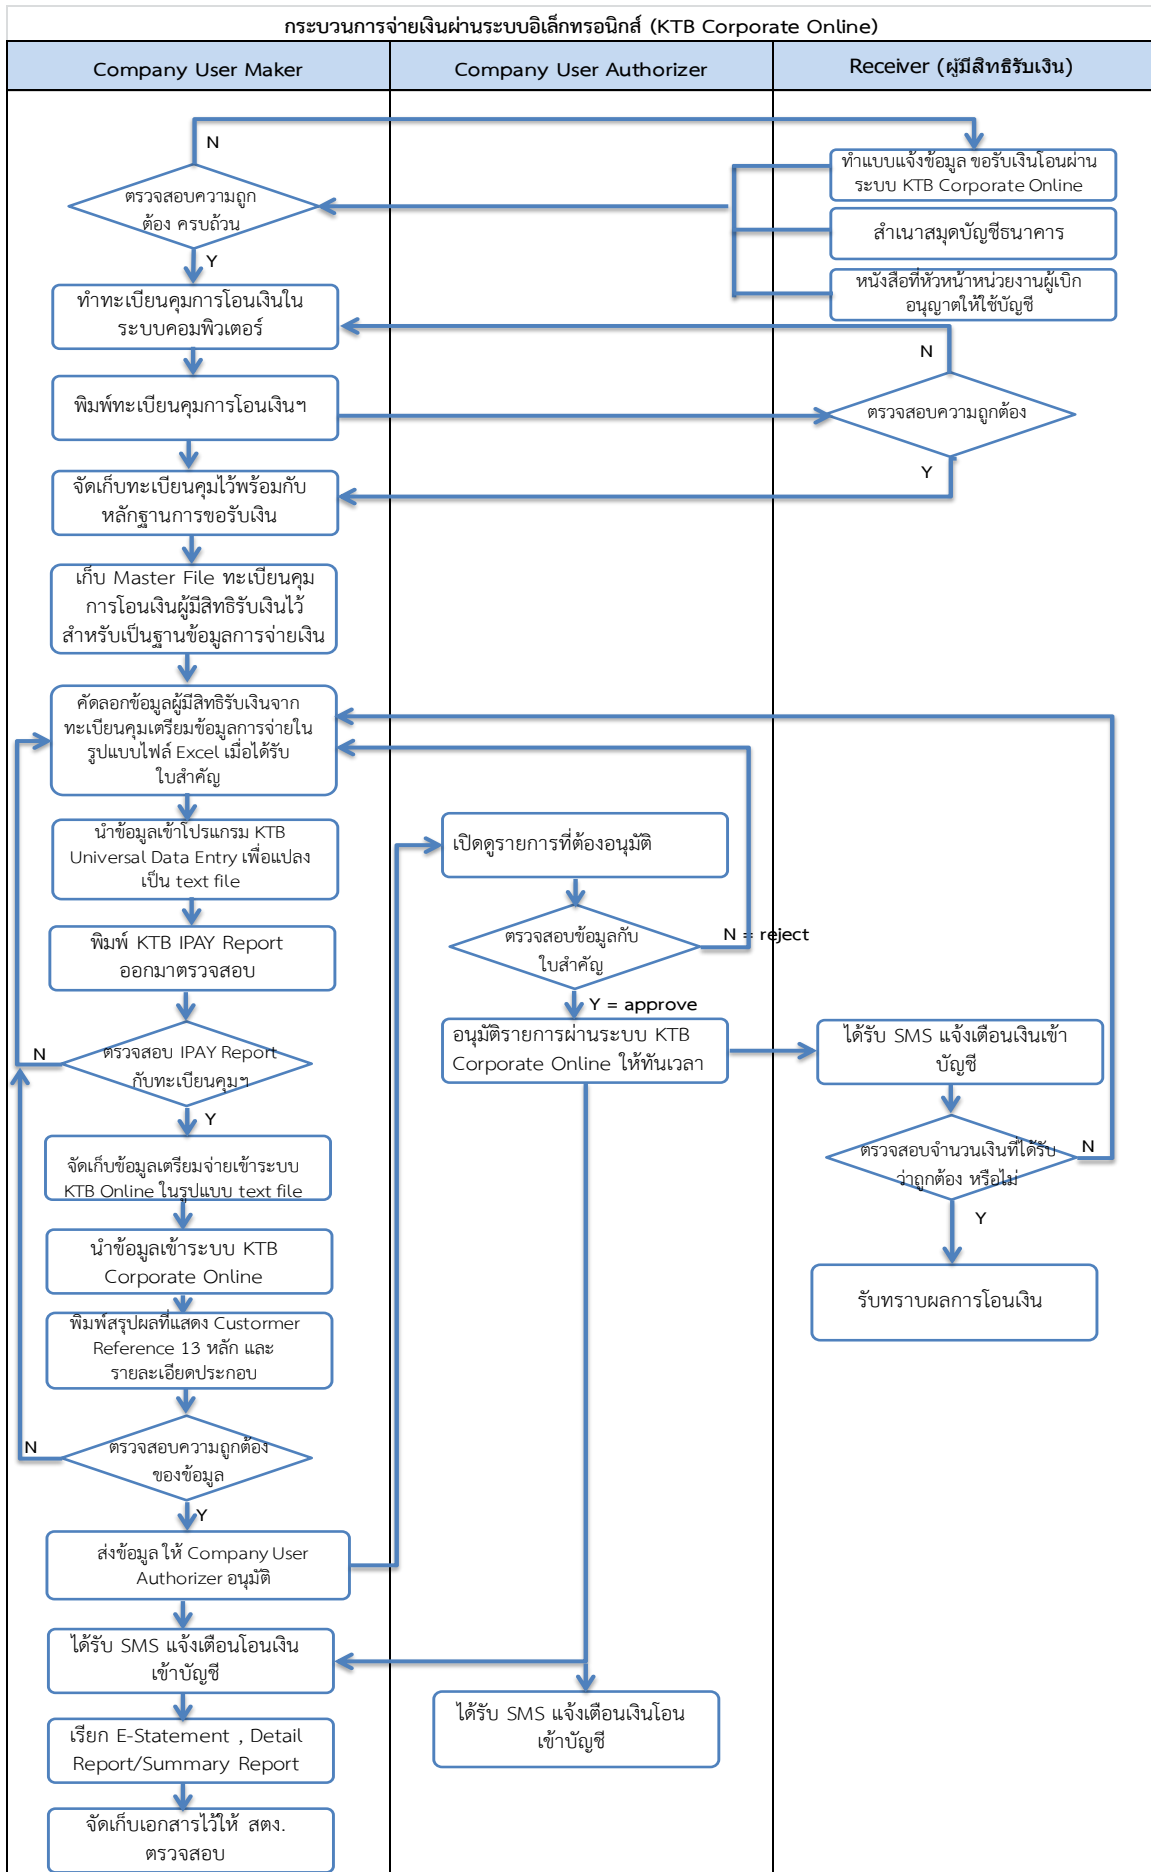 กระบวนการจ่ายเงินผ่านระบบอิเล็กทรอนิกส์ (KTB Corporate Online)
Company User Maker
Company User Authorizer
Receiver (ผู้มีสิทธิรับเงิน)
N
ทำแบบแจ้งข้อมูล ขอรับเงินโอนผ่าน
ระบบ KTB Corporate Online
ตรวจสอบความถูก
ต้อง ครบถ้วน
สำเนาสมุดบัญชีธนาคาร
Y
หนังสือที่หัวหน้าหน่วยงานผู้เบิก
อนุญาตให้ใช้บัญชี
ทำทะเบียนคุมการโอนเงินใน
ระบบคอมพิวเตอร์
N
พิมพ์ทะเบียนคุมการโอนเงินฯ
ตรวจสอบความถูกต้อง
Y
จัดเก็บทะเบียนคุมไว้พร้อมกับ
หลักฐานการขอรับเงิน
เก็บ Master File ทะเบียนคุม
การโอนเงินผู้มีสิทธิรับเงินไว้
สำหรับเป็นฐานข้อมูลการจ่ายเงิน
คัดลอกข้อมูลผู้มีสิทธิรับเงินจาก
ทะเบียนคุมเตรียมข้อมูลการจ่ายใน
รูปแบบไฟล์ Excel เมื่อได้รับ
ใบสำคัญ
นำข้อมูลเข้าโปรแกรม KTB
Universal Data Entry เพื่อแปลง
เป็น text file
เปิดดูรายการที่ต้องอนุมัติ
พิมพ์ KTB IPAY Report
ออกมาตรวจสอบ
ตรวจสอบข้อมูลกับ
ใบสำคัญ
N = reject
Y = approve
ตรวจสอบ IPAY Report
กับทะเบียนคุมฯ
N
Y
อนุมัติรายการผ่านระบบ KTB
Corporate Online ให้ทันเวลา
ได้รับ SMS แจ้งเตือนเงินเข้า
บัญชี
จัดเก็บข้อมูลเตรียมจ่ายเข้าระบบ
KTB Online ในรูปแบบ text file
ตรวจสอบจำนวนเงินที่ได้รับ
ว่าถูกต้อง หรือไม่
N
Y
นำข้อมูลเข้าระบบ KTB
Corporate Online
รับทราบผลการโอนเงิน
พิมพ์สรุปผลที่แสดง Custormer
Reference 13 หลัก และ
รายละเอียดประกอบ
N
ตรวจสอบความถูกต้อง
ของข้อมูล
Y
ส่งข้อมูล ให้ Company User
Authorizer อนุมัติ
ได้รับ SMS แจ้งเตือนโอนเงิน
เข้าบัญชี
ได้รับ SMS แจ้งเตือนเงินโอน
เข้าบัญชี
เรียก E-Statement , Detail
Report/Summary Report
จัดเก็บเอกสารไว้ให้ สตง.
ตรวจสอบ